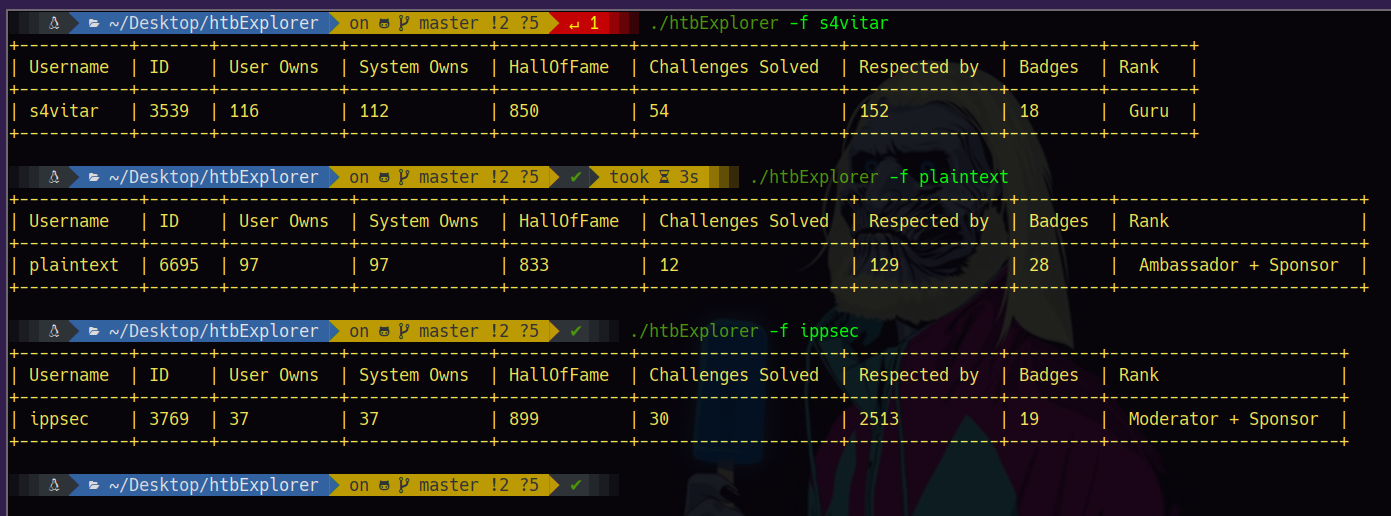 ~/Desktop/htbExplorer on master !2 ?5 ↵ 1 ./htbExplorer -f s4vitar
+-----------+-------+------------+--------------+-------------+--------------------+---------------+---------+--------+
| Username | ID | User Owns | System Owns | HallOfFame | Challenges Solved | Respected by | Badges | Rank |
+-----------+-------+------------+--------------+-------------+--------------------+---------------+---------+--------+
| s4vitar | 3539 | 116 | 112 | 850 | 54 | 152 | 18 | Guru |
+-----------+-------+------------+--------------+-------------+--------------------+---------------+---------+--------+
~/Desktop/htbExplorer on master !2 ?5 ✔ took ⌛ 3s ./htbExplorer -f plaintext
+------------+-------+------------+--------------+-------------+--------------------+---------------+---------+------------------------+
| Username | ID | User Owns | System Owns | HallOfFame | Challenges Solved | Respected by | Badges | Rank |
+------------+-------+------------+--------------+-------------+--------------------+---------------+---------+------------------------+
| plaintext | 6695 | 97 | 97 | 833 | 12 | 129 | 28 | Ambassador + Sponsor |
+------------+-------+------------+--------------+-------------+--------------------+---------------+---------+------------------------+
~/Desktop/htbExplorer on master !2 ?5 ✔ ./htbExplorer -f ippsec
+-----------+-------+------------+--------------+-------------+--------------------+---------------+---------+-----------------------+
| Username | ID | User Owns | System Owns | HallOfFame | Challenges Solved | Respected by | Badges | Rank |
+-----------+-------+------------+--------------+-------------+--------------------+---------------+---------+-----------------------+
| ippsec | 3769 | 37 | 37 | 899 | 30 | 2513 | 19 | Moderator + Sponsor |
+-----------+-------+------------+--------------+-------------+--------------------+---------------+---------+-----------------------+
~/Desktop/htbExplorer on master !2 ?5 ✔